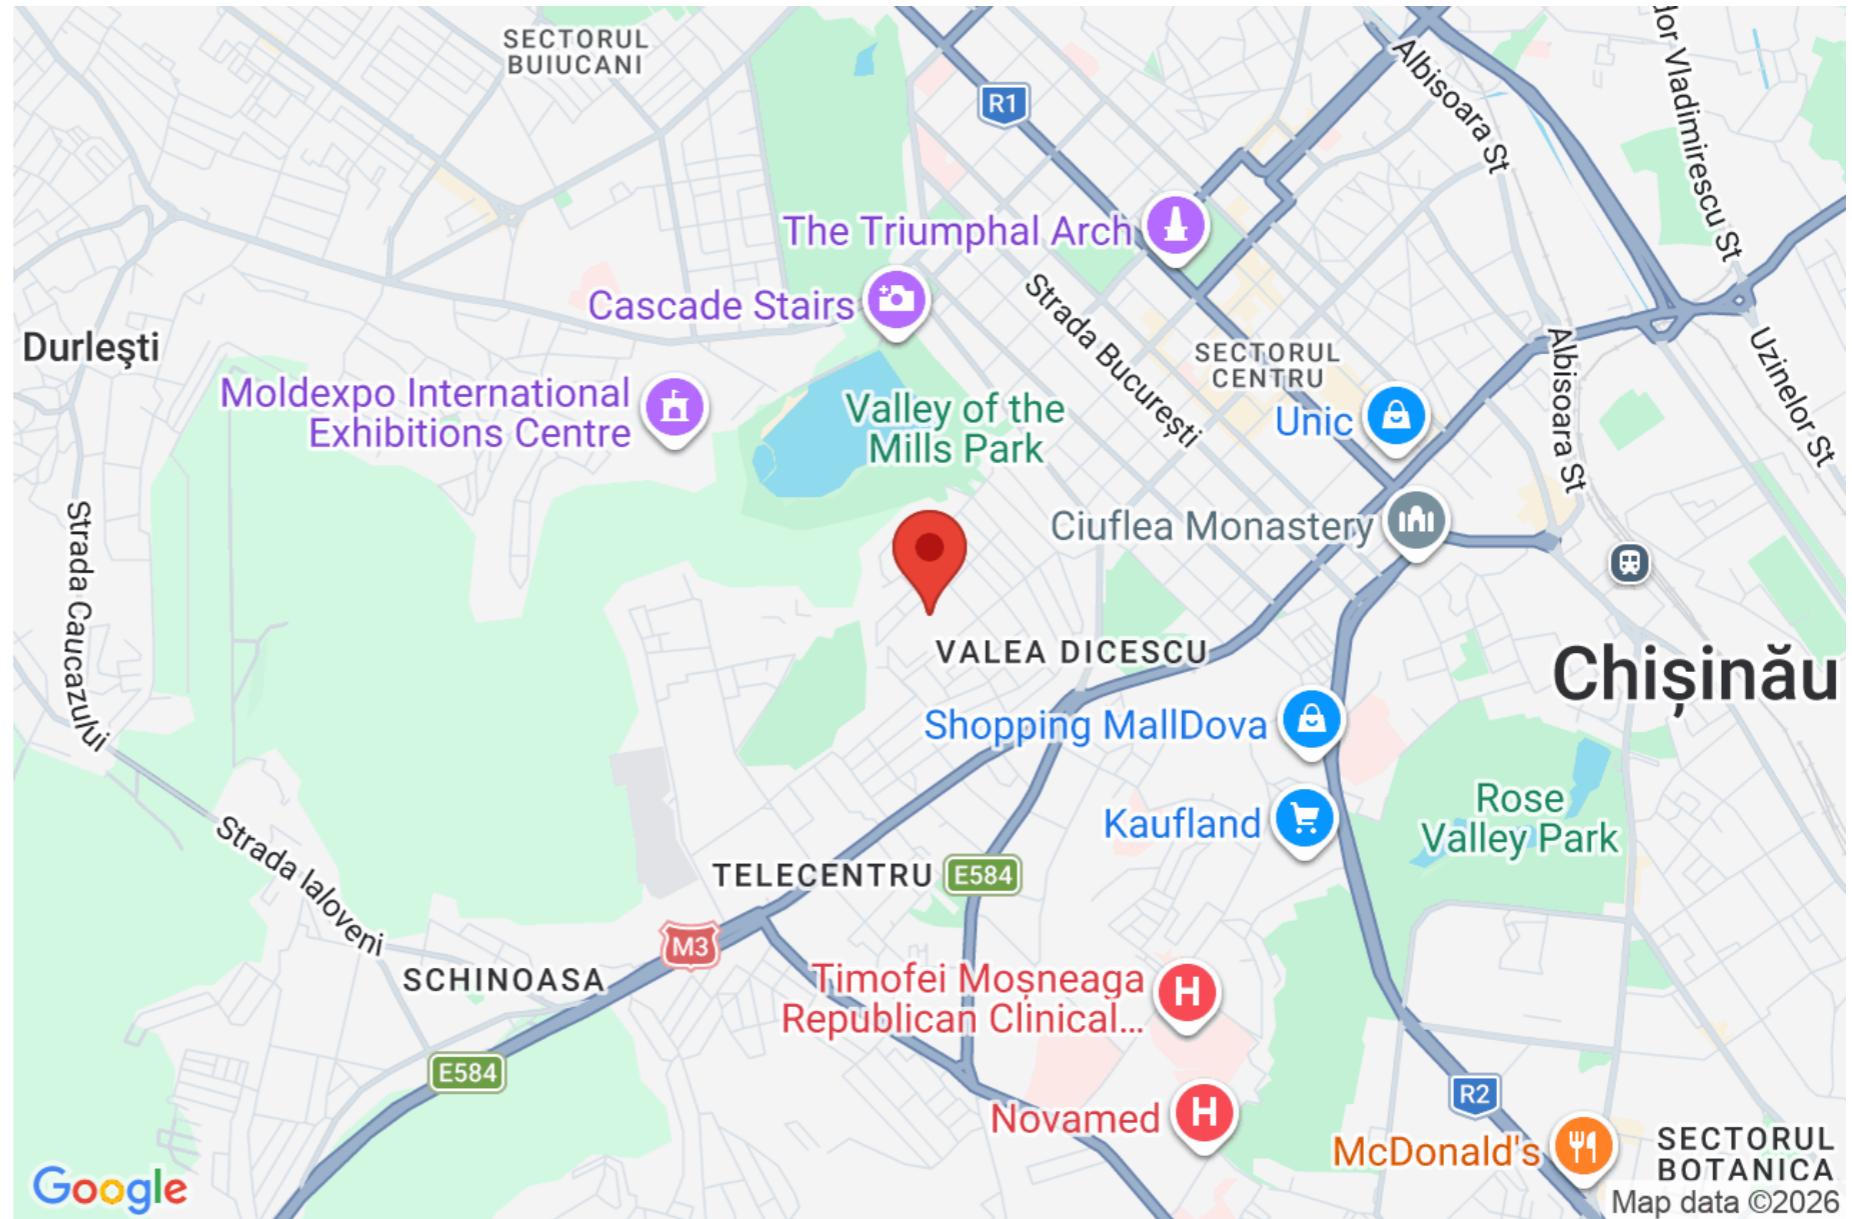 SECTORUL
BUIUCANI
R1
Albisoara St
dor Vladimirescu St
The Triumphal Arch
Cascade Stairs
Strada București
Durleşti
SECTORUL
CENTRU
Albisoara St
Uzinelor St
Moldexpo International
Exhibitions Centre
Valley of the
Mills Park
Unic
Strada Caucazului
Ciuflea Monastery
VALEA DICESCU
Chișinău
Shopping MallDova
Rose
Valley Park
Kaufland
Strada Ialoveni
TELECENTRU
E584
M3
SCHINOASA
Timofei Moșneaga
Republican Clinical...
H
E584
R2
Novamed
H
McDonald's
SECTORUL
BOTANICA
Google
Map data ©2026